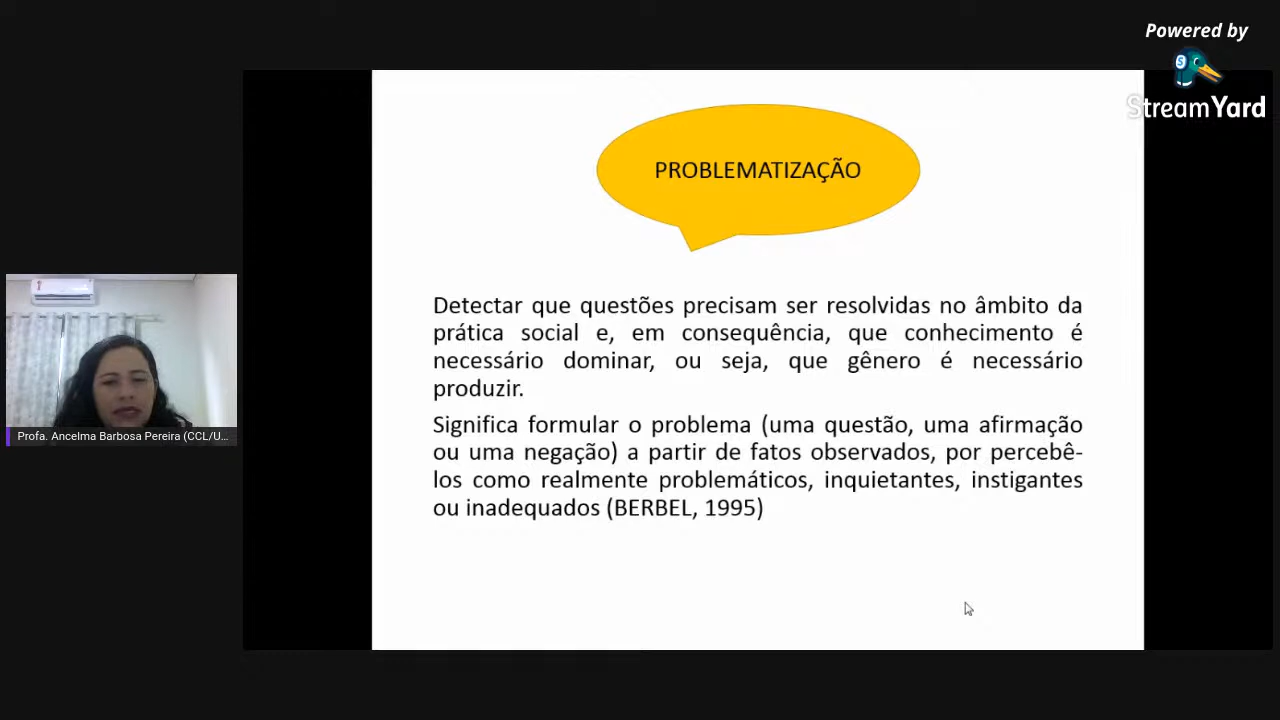 Powered by
StreamYard
PROBLEMATIZAÇÃO
Detectar que questões precisam ser resolvidas no âmbito da
prática social e, em consequência, que conhecimento é
necessário dominar, ou seja, que gênero é necessário
produzir.
Significa formular o problema (uma questão, uma afirmação
ou uma negação) a partir de fatos observados, por percebê-
los como realmente problemáticos, inquietantes, instigantes
ou inadequados (BERBEL, 1995)
Profa. Ancelma Barbosa Pereira (CCL/U...